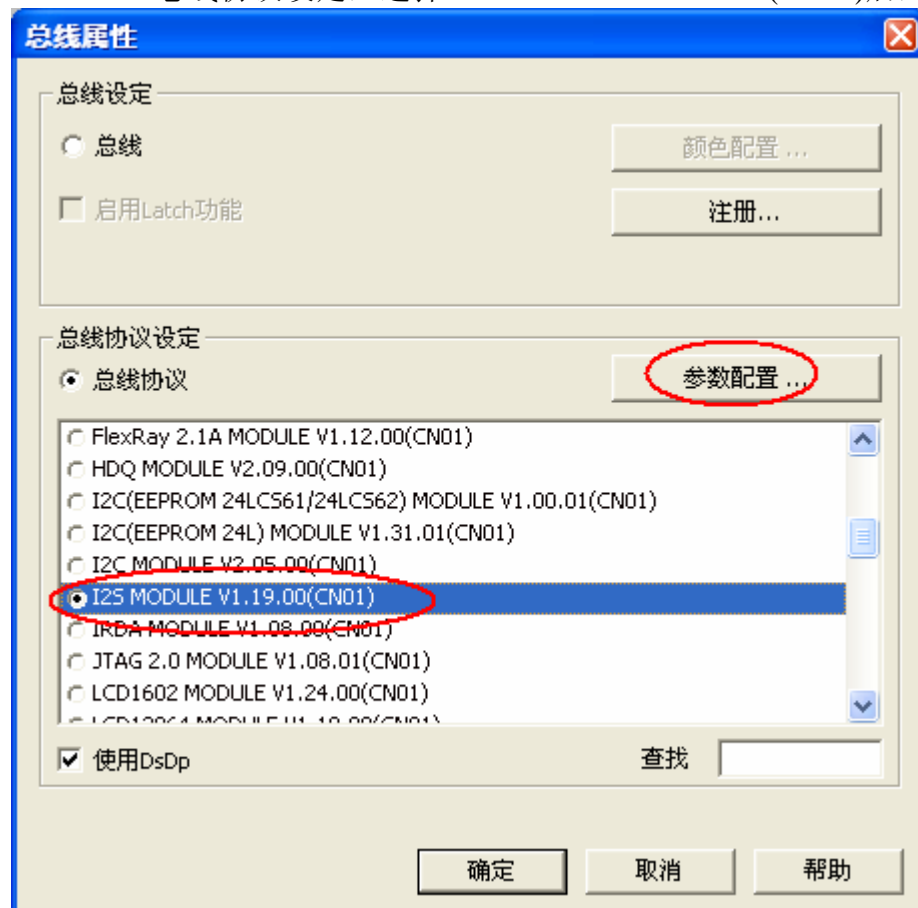 总线属性
总线设定
总线
颜色配置 ...
启用Latch功能
注册...
总线协议设定
总线协议
参数配置 ...
FlexRay 2.1A MODULE V1.12.00(CN01)
HDQ MODULE V2.09.00(CN01)
I2C(EEPROM 24LCS61/24LCS62) MODULE V1.00.01(CN01)
I2C(EEPROM 24L) MODULE V1.31.01(CN01)
I2C MODULE V2.05.00(CN01)
I2S MODULE V1.19.00(CN01)
IRDA MODULE V1.08.00(CN01)
JTAG 2.0 MODULE V1.08.01(CN01)
LCD1602 MODULE V1.24.00(CN01)
使用DsDp
查找
确定
取消
帮助